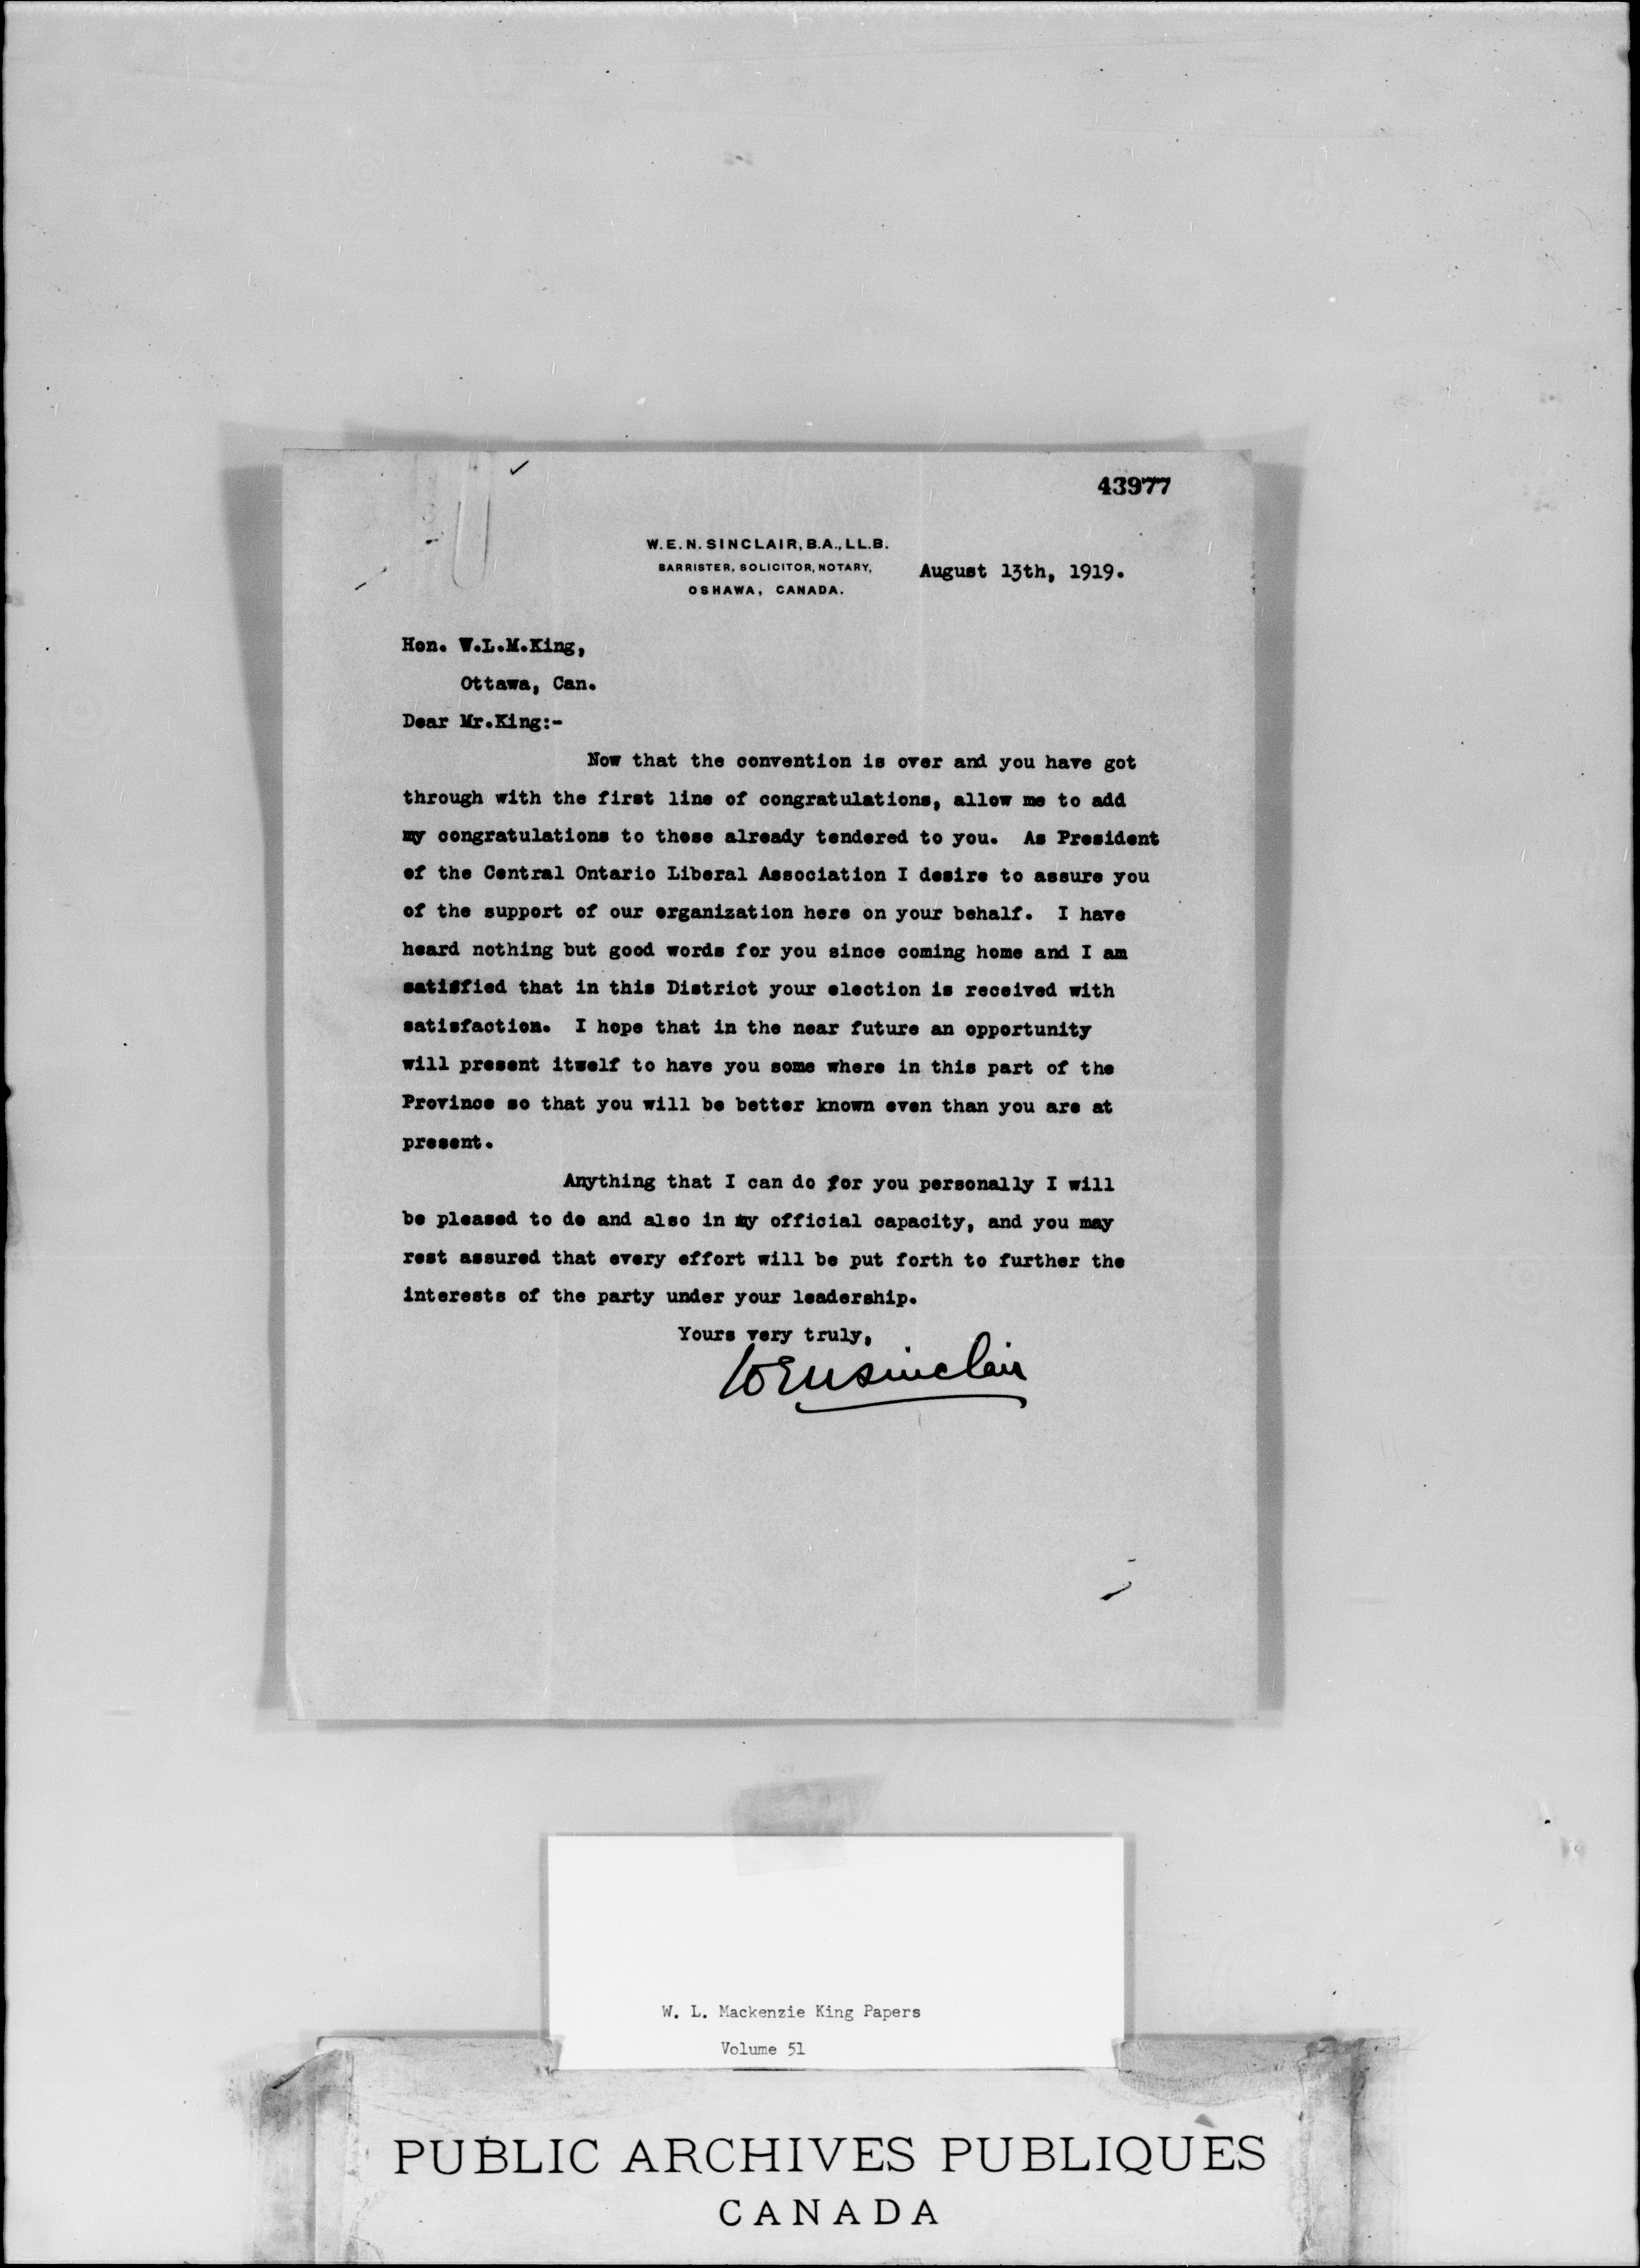 43977
W. E. N. SINCLAIR, B.A., LL.B.
BARRISTER, SOLICITOR, NOTARY,
OSHAWA, CANADA.
August 13th, 1919.
Hon. W.L.M.King,
Ottawa, Can.
Dear Mr.King:-
Now that the convention is over and you have got
through with the first line of congratulations, allow me to add
my congratulations to those already tendered to you. As President
of the Central Ontario Liberal Association I desire to assure you
of the support of our organization here on your behalf. I have
heard nothing but good words for you since coming home and I am
satisfied that in this District your election is received with
satisfaction. I hope that in the near future an opportunity
will present itself to have you some where in this part of the
Province so that you will be better known even than you are at
present.
Anything that I can do for you personally I will
be pleased to do and also in my official capacity, and you may
rest assured that every effort will be put forth to further the
interests of the party under your leadership.
Yours very truly,
WENSinclair
W. L. Mackenzie King Papers
Volume 51
PUBLIC ARCHIVES PUBLIQUES
CANADA